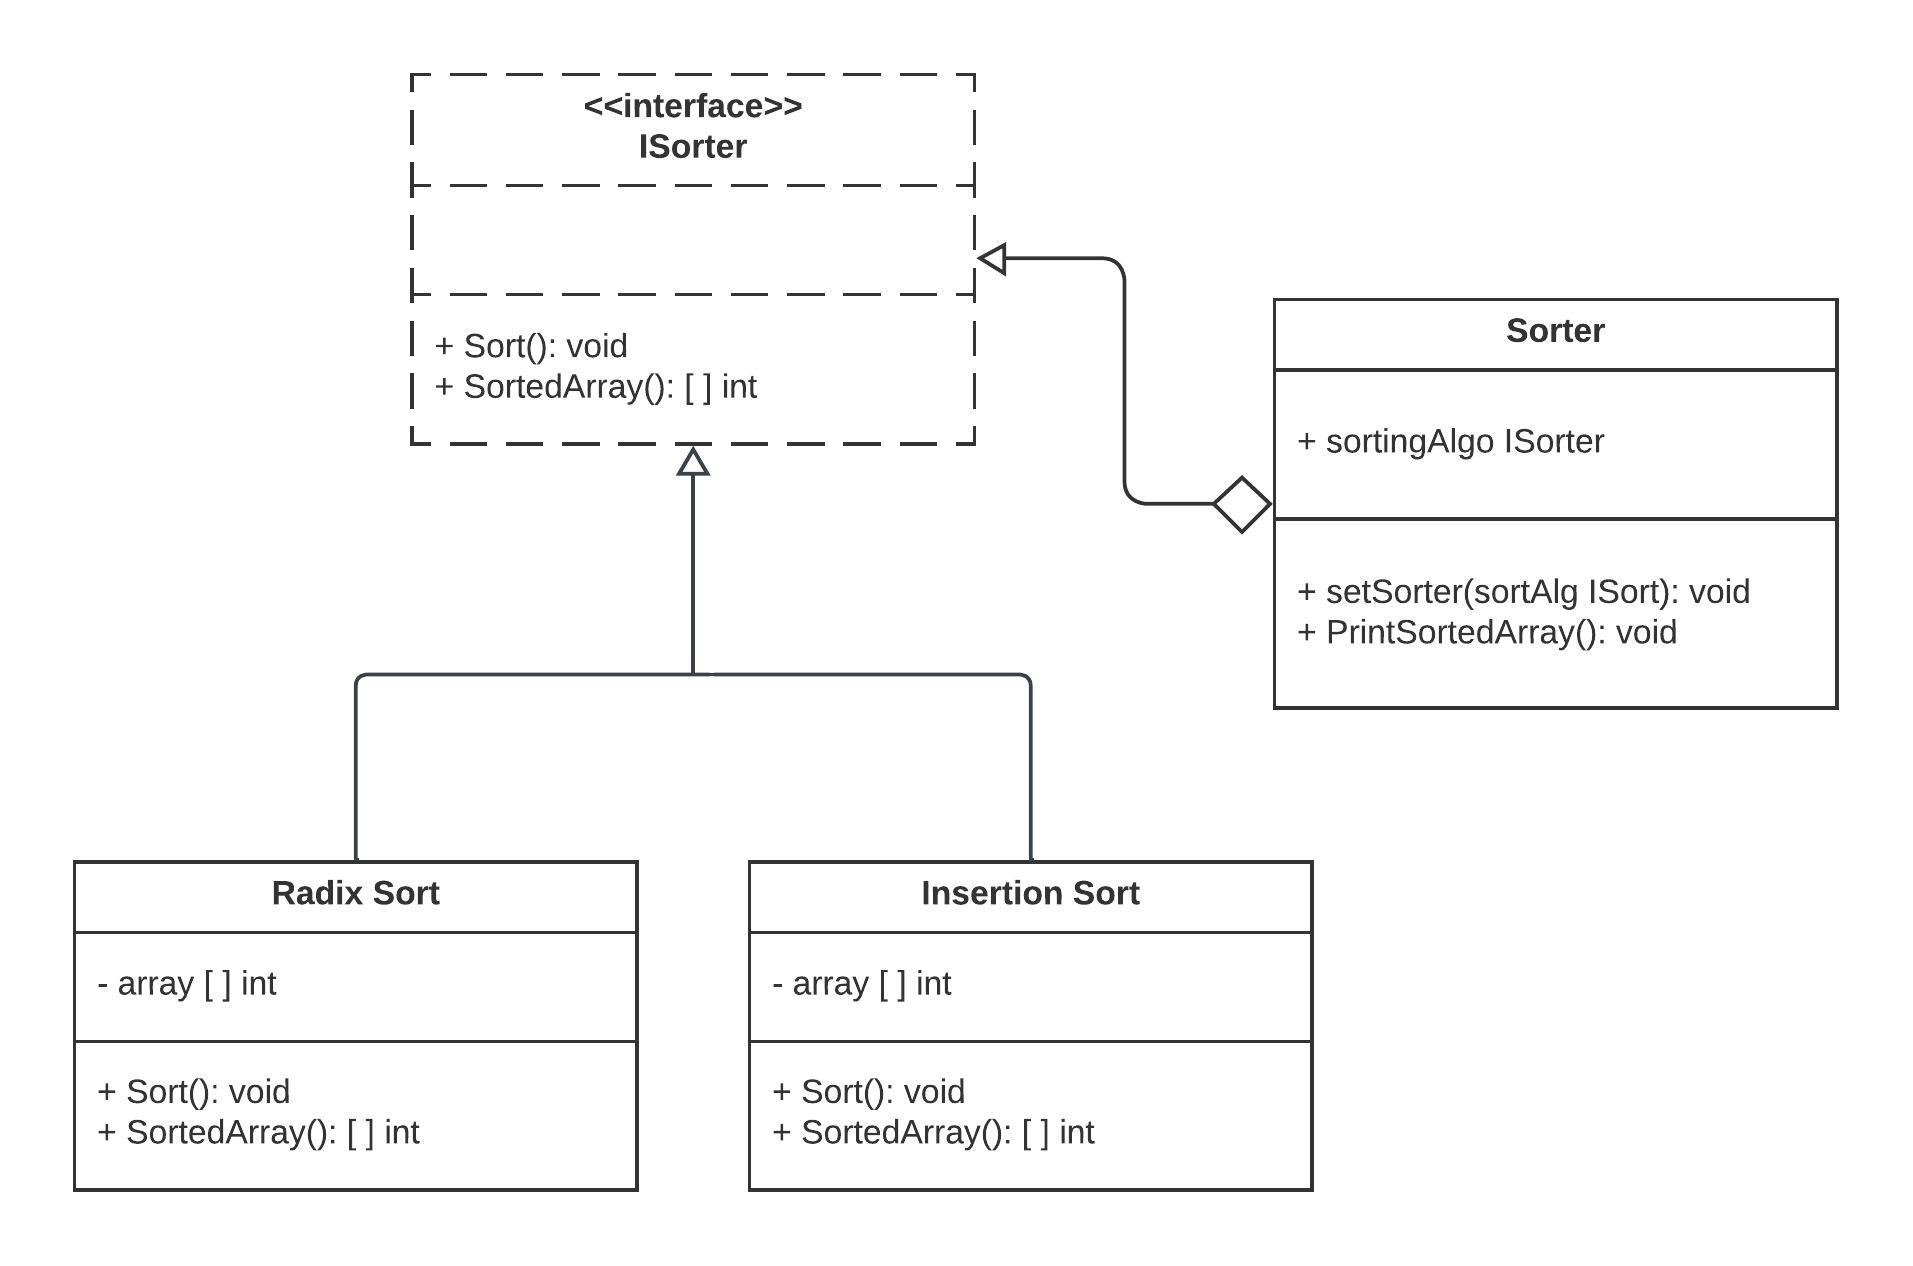 <<interface>>
ISorter
+ Sort(): void
+ SortedArray(): [ ] int
Sorter
+ sortingAlgo ISorter
+ setSorter(sortAlg ISort): void
+ PrintSortedArray(): void
Radix Sort
- array [ ] int
+ Sort(): void
+ SortedArray(): [ ] int
Insertion Sort
- array [ ] int
+ Sort(): void
+ SortedArray(): [ ] int